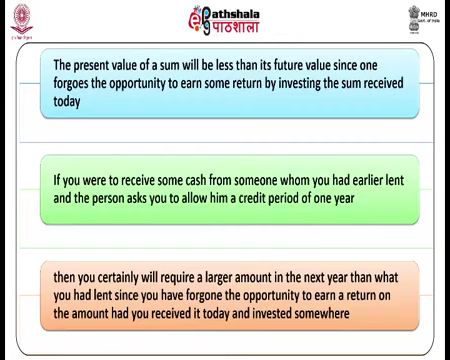 Pathshala
पाठशाला
MHRD
The present value of a sum will be less than its future value since one
forgoes the opportunity to earn some return by investing the sum received
today
If you were to receive some cash from someone whom you had earlier lent
and the person asks you to allow him a credit period of one year
then you certainly will require a larger amount in the next year than what
you had lent since you have forgone the opportunity to earn a return on
the amount had you received it today and invested somewhere